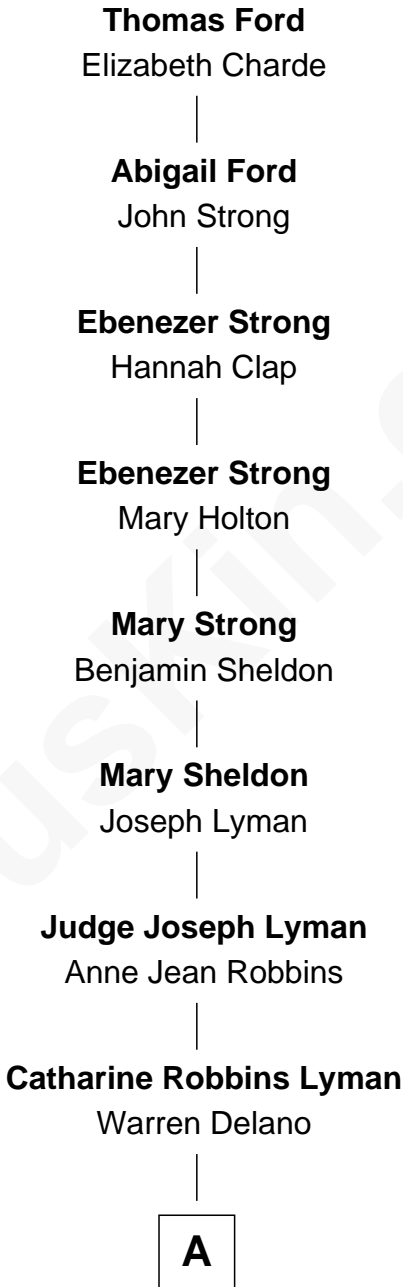 Thomas Ford
Elizabeth Charde
Abigail Ford
John Strong
Ebenezer Strong
Hannah Clap
Ebenezer Strong
Mary Holton
Mary Strong
Benjamin Sheldon
Mary Sheldon
Joseph Lyman
Judge Joseph Lyman
Anne Jean Robbins
Catharine Robbins Lyman
Warren Delano
A